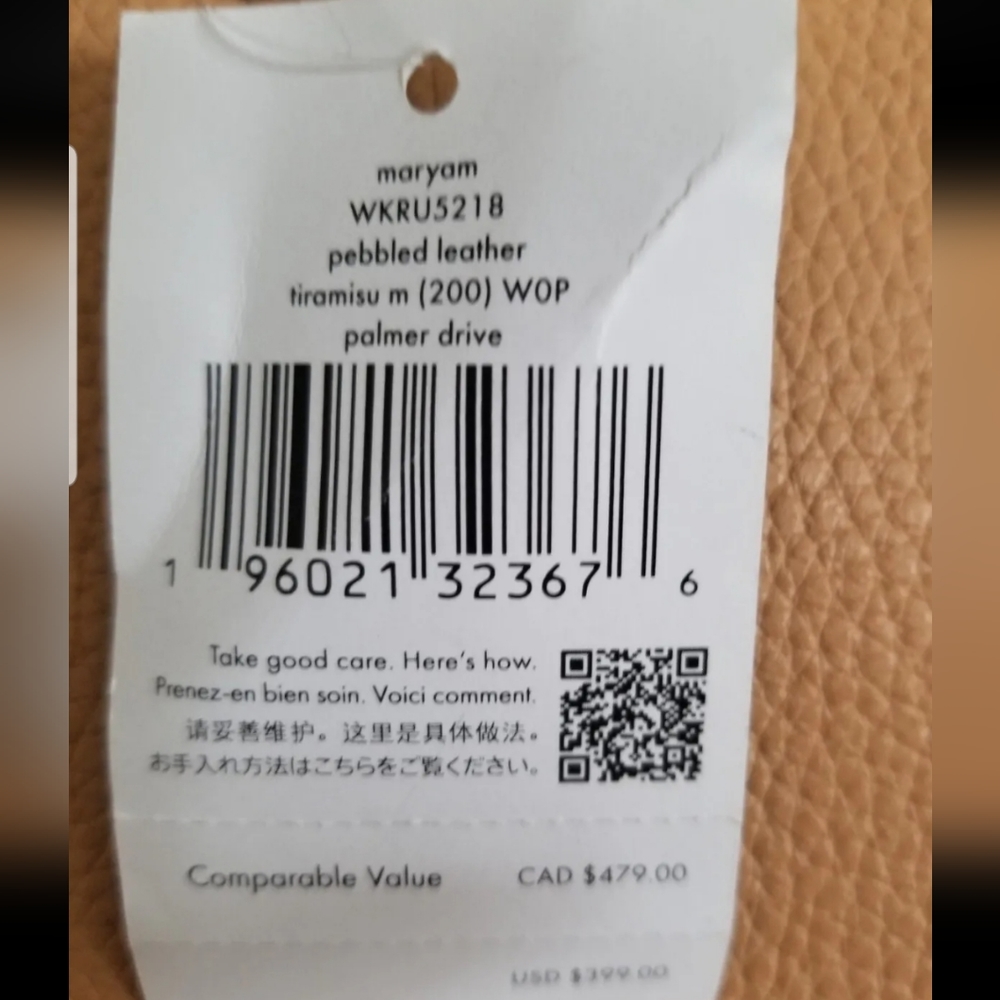 maryam
WKRU5218
pebbled leather
tiramisu m (200) W0P
palmer drive
1 96021 32367 6
Take good care. Here's how.
Prenez-en bien soin. Voici comment.
请妥善维护。这里是具体做法。
お手入れ方法はこちらをご覧ください。
Comparable Value CAD $479.00
USD $399.00